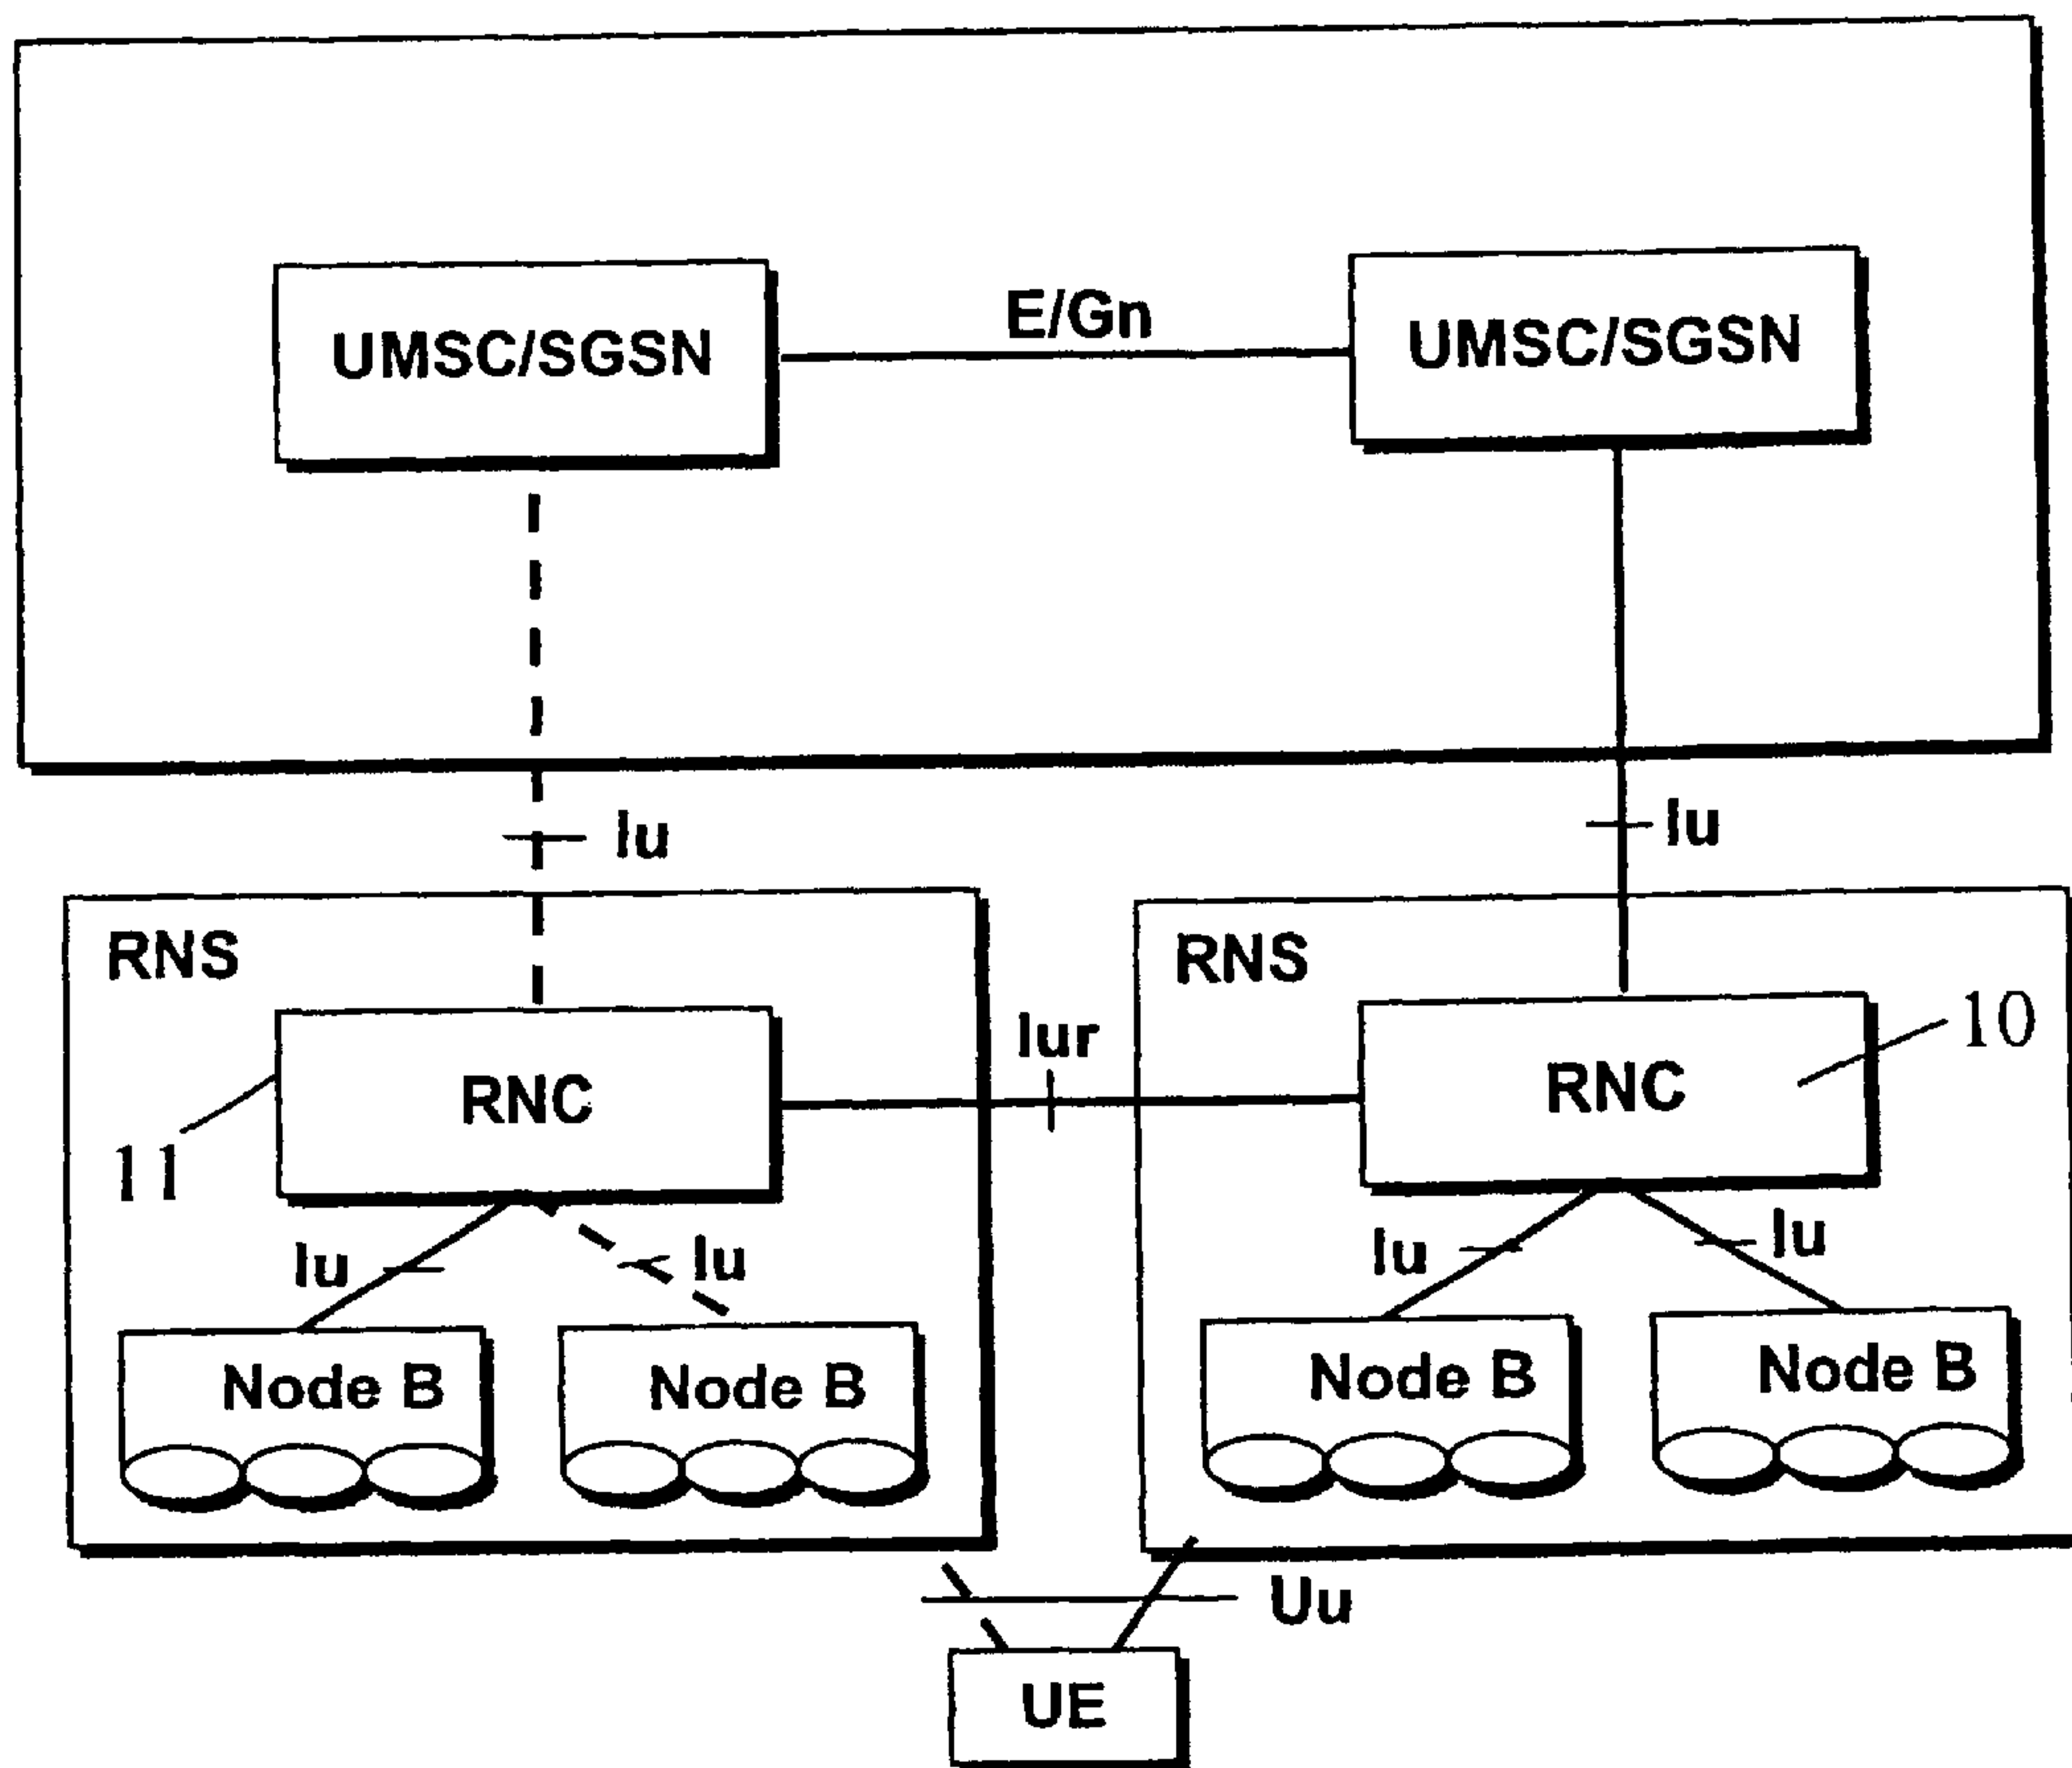 E/Gn
UMSC/SGSN
UMSC/SGSN
Iu
Iu
RNS
RNS
Iur
10
RNC
RNC
11
Iu
Iu
Iu
Iu
Node B
Node B
Node B
Node B
Uu
UE